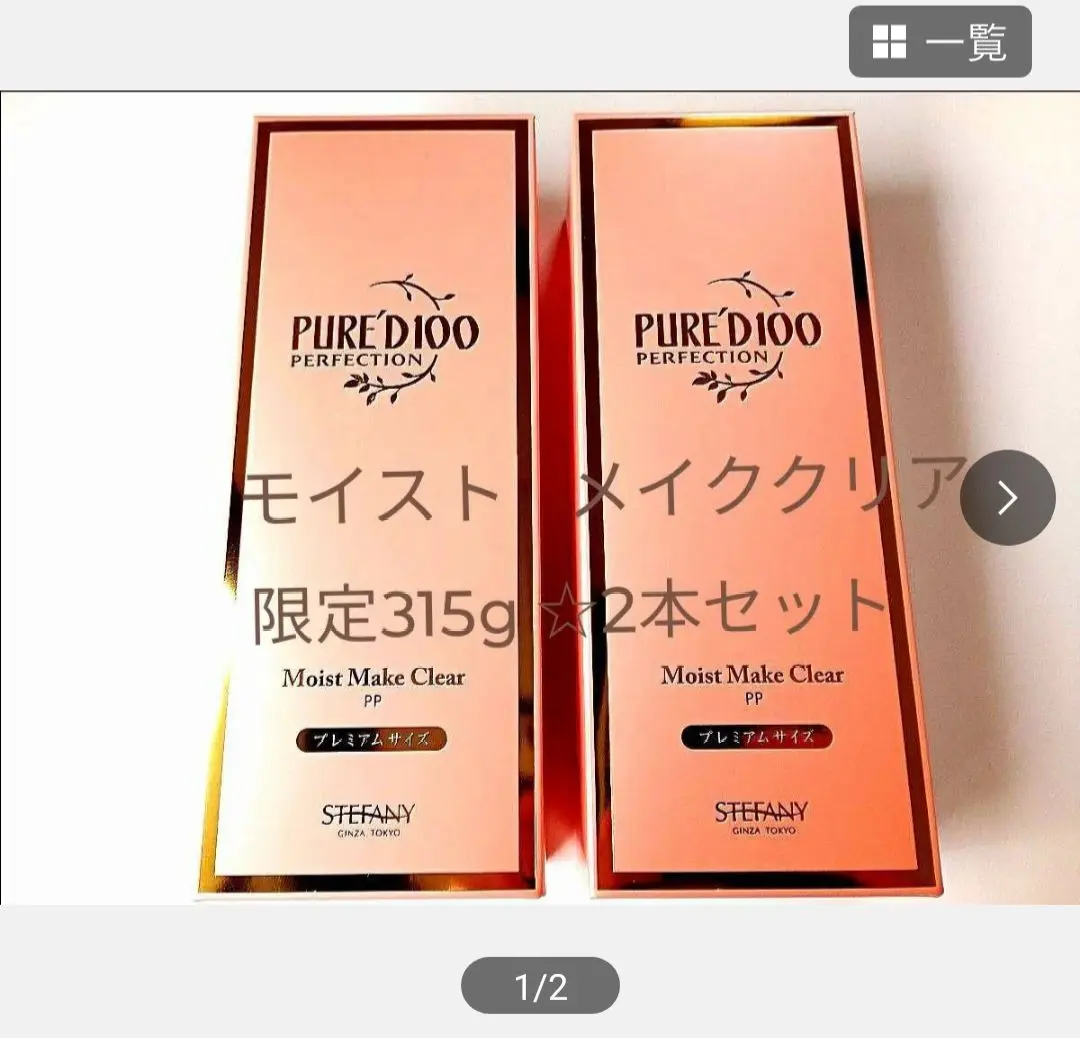 一覧
PURE'D 100
PERFECTION
PURE'D 100
PERFECTION
モイスト メイククリア
限定315g ☆2本セット
Moist Make Clear
PP
プレミアムサイズ
STEFANY
GINZA TOKYO
Moist Make Clear
PP
プレミアムサイズ
STEFANY
GINZA TOKYO
1/2